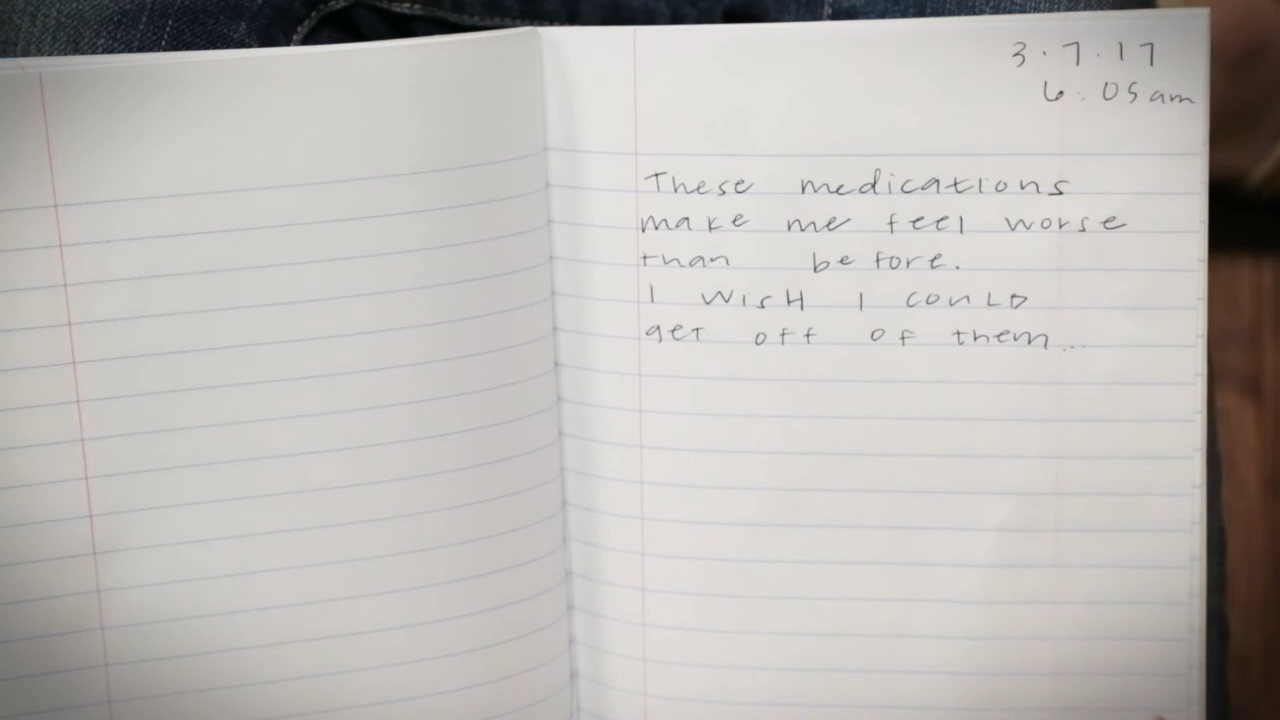 3.7.17
6:05am
These medications
make me feel worse
than before.
I WISH I COULD
get off of them...